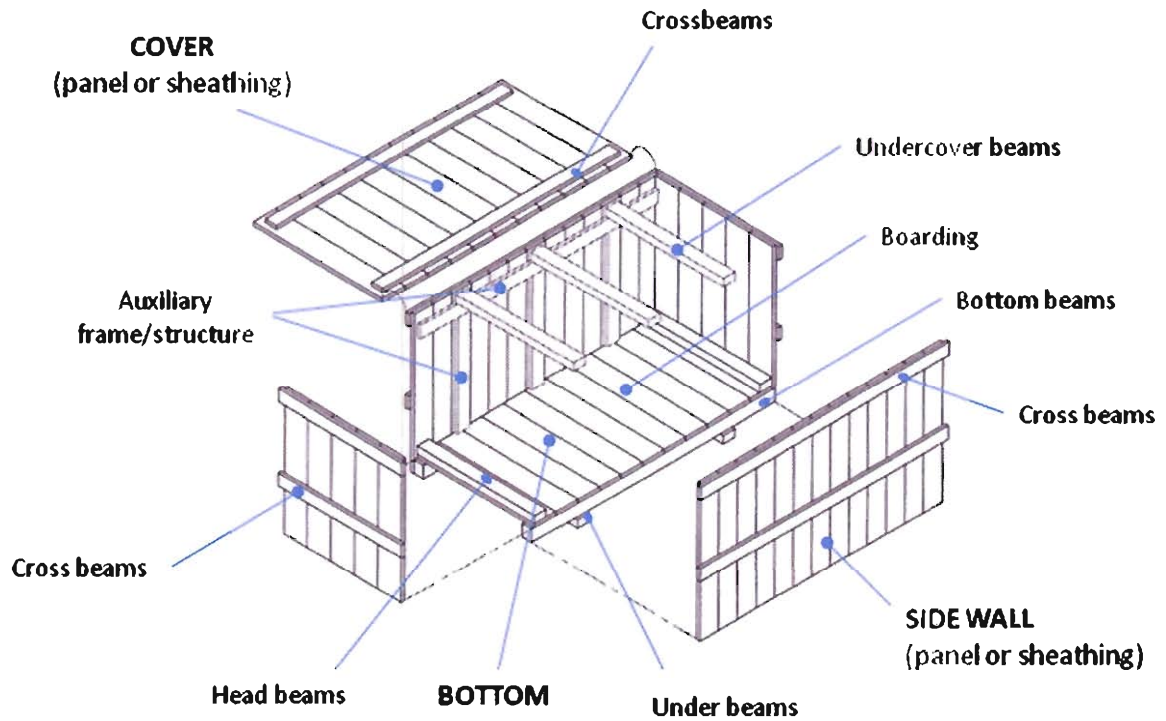 Crossbeams
COVER
(panel or sheathing)
Undercover beams
Boarding
Auxiliary
frame/structure
Bottom beams
Cross beams
Cross beams
SIDE WALL
(panel or sheathing)
Head beams
BOTTOM
Under beams